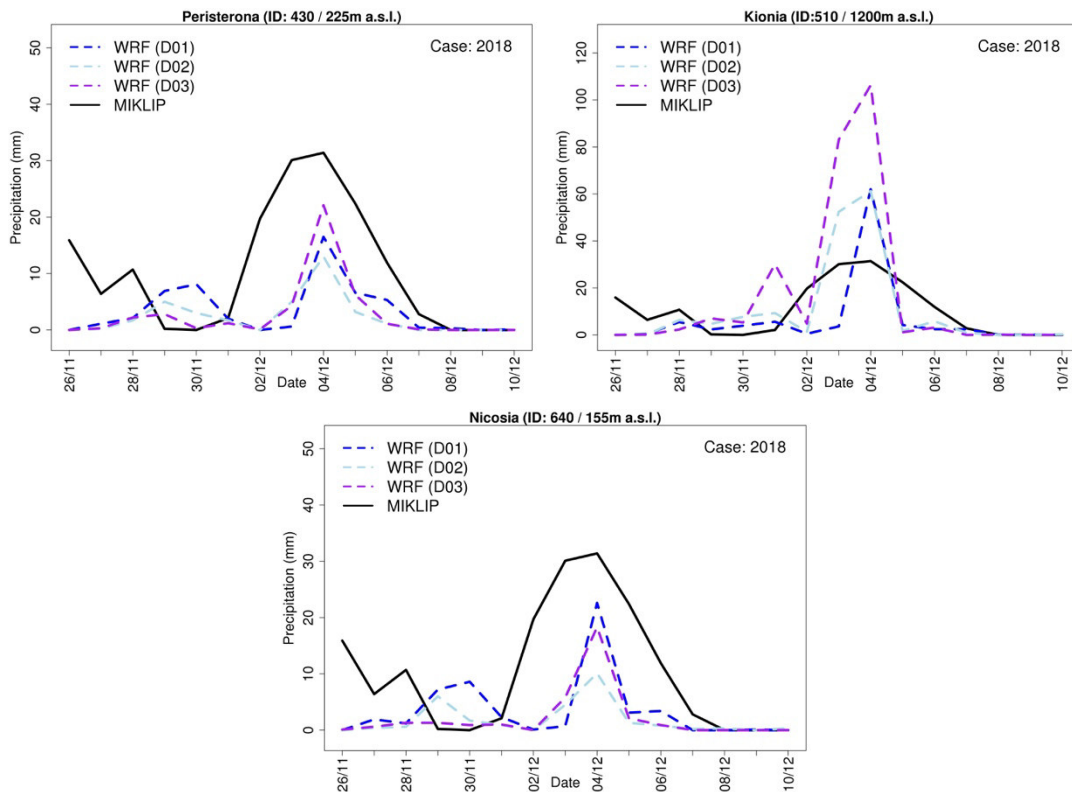 Peristerona (ID: 430 / 225m a.s.l.)
Case: 2018
WRF (D01)
WRF (D02)
WRF (D03)
MIKLIP
Precipitation (mm)
50
40
30
20
10
0
26/11
28/11
30/11
02/12
04/12
06/12
08/12
10/12
Date
Kionia (ID:510 / 1200m a.s.l.)
Case: 2018
WRF (D01)
WRF (D02)
WRF (D03)
MIKLIP
Precipitation (mm)
120
100
80
60
40
20
0
26/11
28/11
30/11
02/12
04/12
06/12
08/12
10/12
Date
Nicosia (ID: 640 / 155m a.s.l.)
Case: 2018
WRF (D01)
WRF (D02)
WRF (D03)
MIKLIP
Precipitation (mm)
50
40
30
20
10
0
26/11
28/11
30/11
02/12
04/12
06/12
08/12
10/12
Date